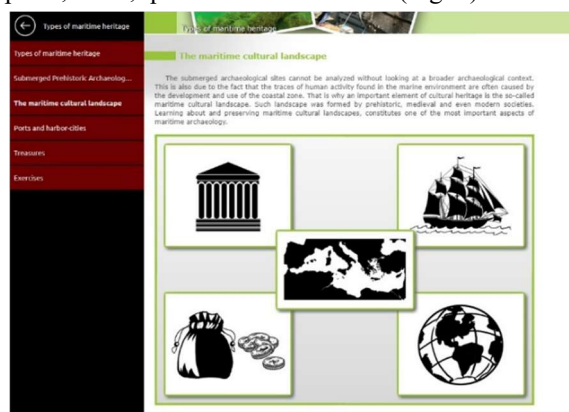 Types of maritime heritage
Types of maritime heritage
Types of maritime heritage
Submerged Prehistoric Archaeolog...
The maritime cultural landscape
Ports and harbor-cities
Treasures
Exercises
The maritime cultural landscape
The submerged archaeological sites cannot be analyzed without looking at a broader archaeological context.
This is also due to the fact that the traces of human activity found in the marine environment are often caused by
the development and use of the coastal zone. That is why an important element of cultural heritage is the so-called
maritime cultural landscape. Such landscape was formed by prehistoric, medieval and even modern societies.
Learning about and preserving maritime cultural landscapes, constitutes one of the most important aspects of
maritime archaeology.